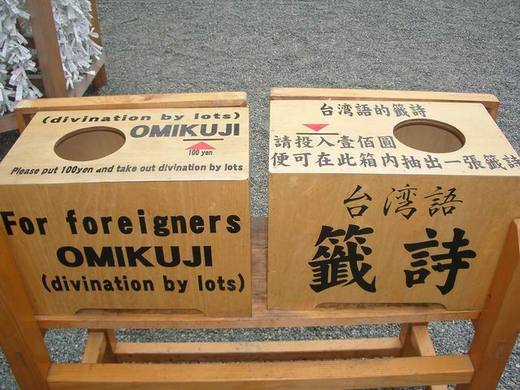 (divination by lots)
OMIKUJI
100 yen
Please put 100yen and take out divination by lots
For foreigners
OMIKUJI
(divination by lots)
台湾語的籤詩
請投入壹佰圓
便可在此箱内抽出一張籤詩
台湾語
籤詩